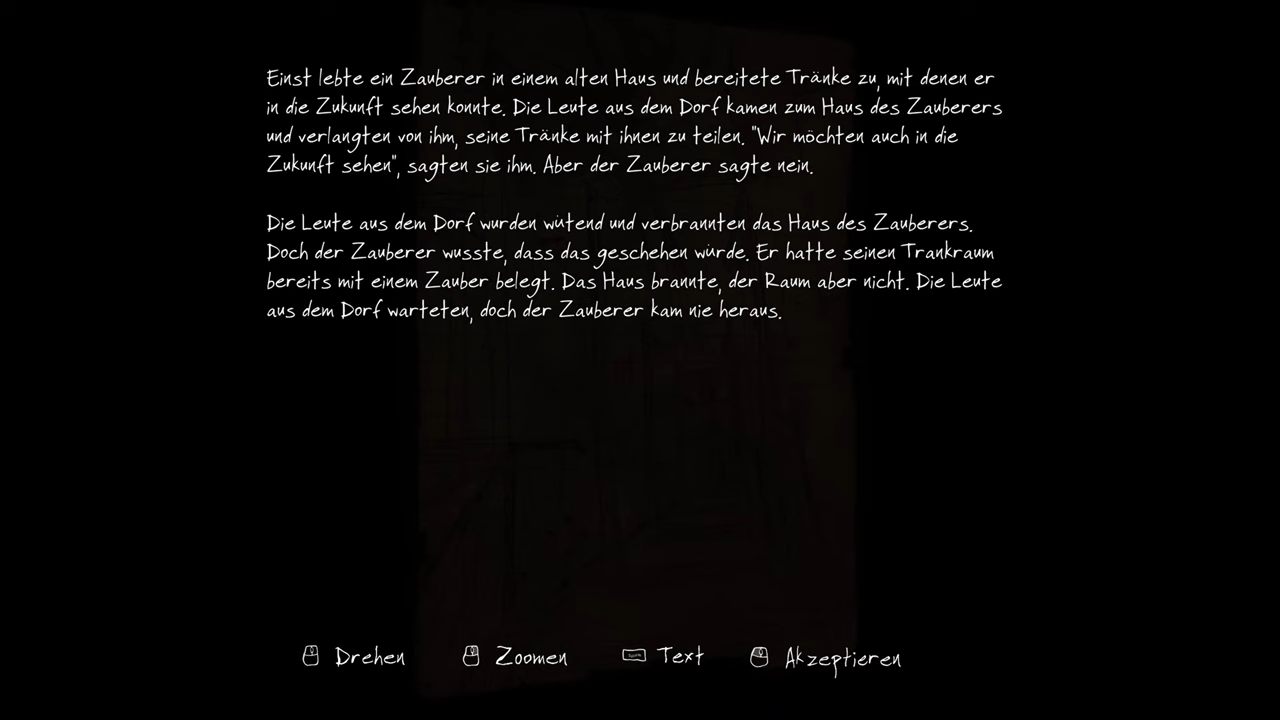 Einst lebte ein Zauberer in einem alten Haus und bereitete Tränke zu, mit denen er
in die Zukunft sehen konnte. Die Leute aus dem Dorf kamen zum Haus des Zauberers
und verlangten von ihm, seine Tränke mit ihnen zu teilen. "Wir möchten auch in die
Zukunft sehen", sagten sie ihm. Aber der Zauberer sagte nein.
Die Leute aus dem Dorf wurden wütend und verbrannten das Haus des Zauberers.
Doch der Zauberer wusste, dass das geschehen würde. Er hatte seinen Trankraum
bereits mit einem Zauber belegt. Das Haus brannte, der Raum aber nicht. Die Leute
aus dem Dorf warteten, doch der Zauberer kam nie heraus.
Drehen Zoomen Text Akzeptieren